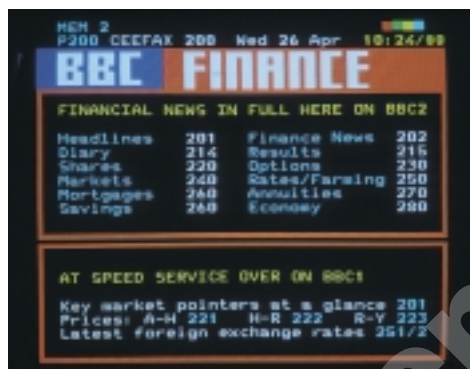 MEM 2
P200 CEEFAX 200 Wed 26 Apr 10:24/00
BBC FINANCE
FINANCIAL NEWS IN FULL HERE ON BBC2
Headlines 201 Finance News 202
Diary 214 Results 215
Shares 220 Options 230
Markets 240 Rates/Farming 250
Mortgages 260 Annuities 270
Savings 260 Economy 280
AT SPEED SERVICE OVER ON BBC1
Key market pointers at a glance 201
Prices: A-H 221 H-R 222 R-Y 223
Latest foreign exchange rates 251/2